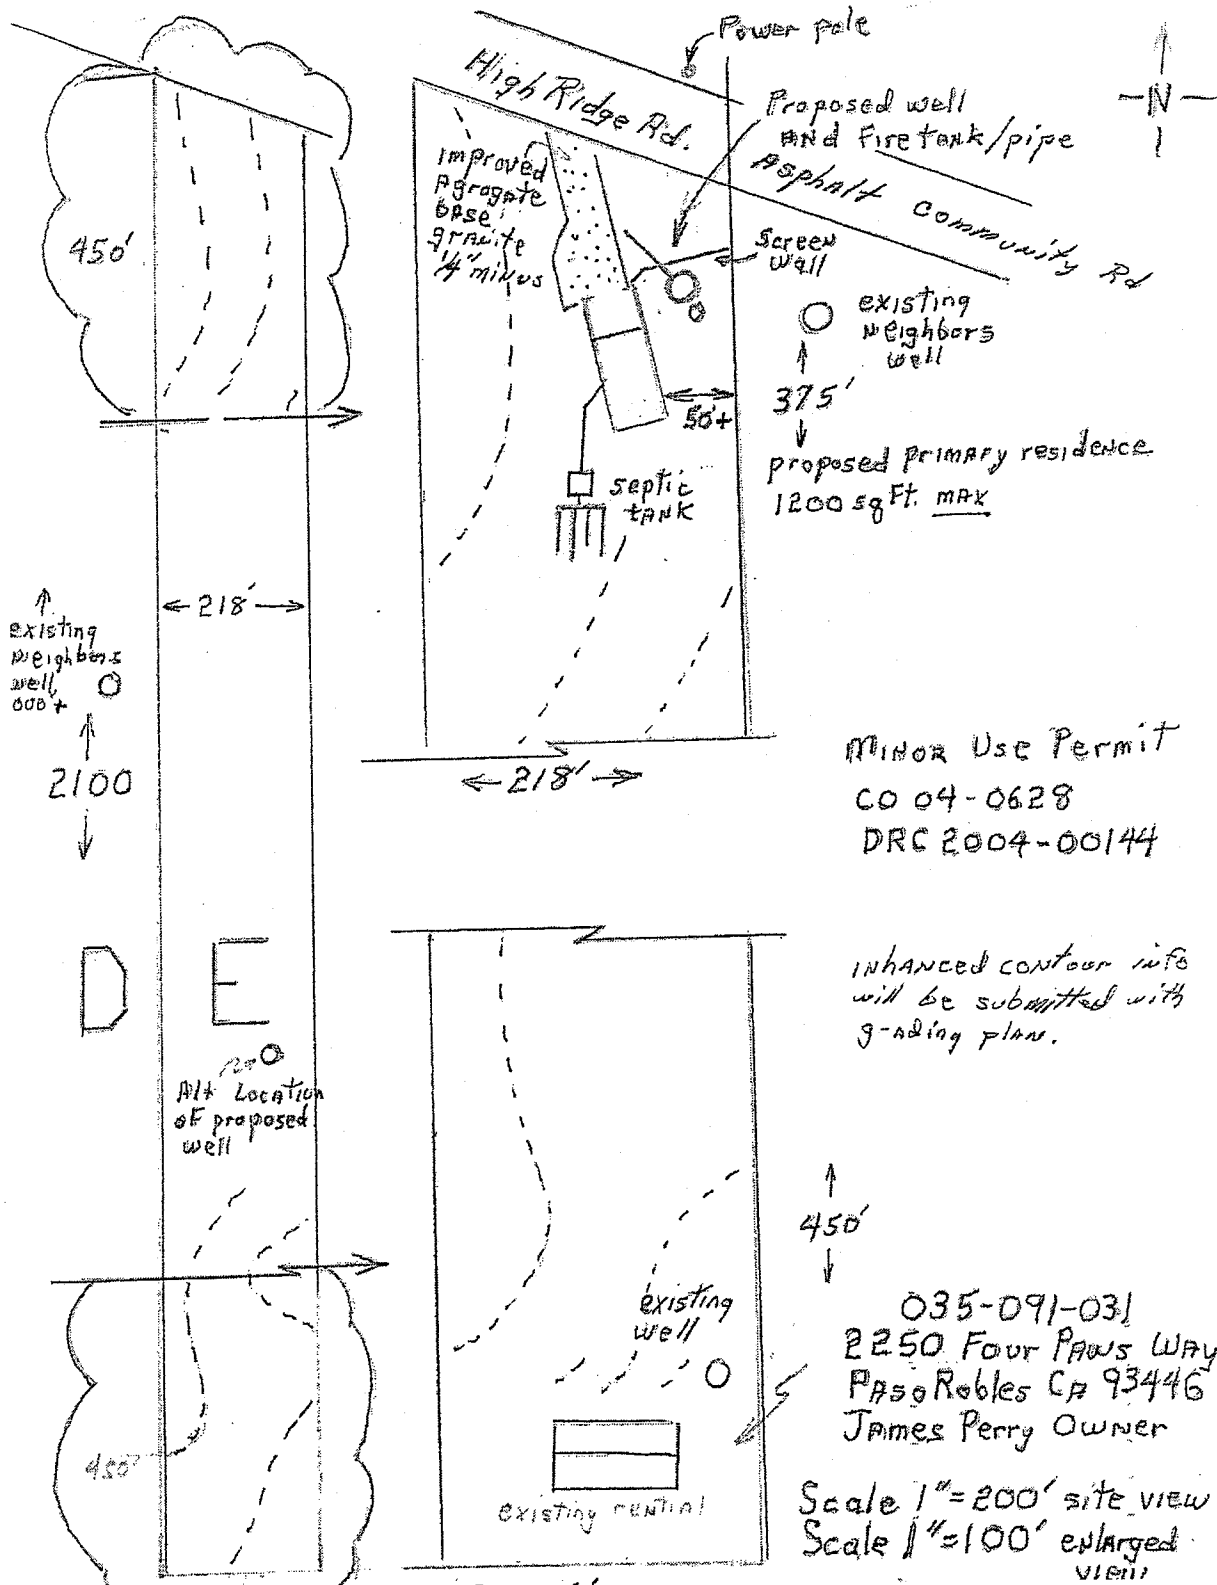 Power pole
High Ridge Rd.
Proposed well
AND Fire tank/pipe
Asphalt Community Rd
N
improved
Agragate
base
granite
1/4" minus
450'
Screen
Wall
existing
Neighbors
well
375'
50'+
proposed primary residence
1200 sq Ft. MAX
Septic
tANK
218'
existing
Neighbors
well
000+
2100
218'
MINOR Use Permit
CO 04-0628
DRC 2004-00144
D E
INHANCED contour info
will be submitted with
g-ading plan.
Alt Location
of proposed
well
450'
existing
well
035-091-031
2250 Four Paws Way
Paso Robles CA 93446
James Perry Owner
450'
existing rential
Scale 1"=200' site view
Scale 1"=100' enlarged
view